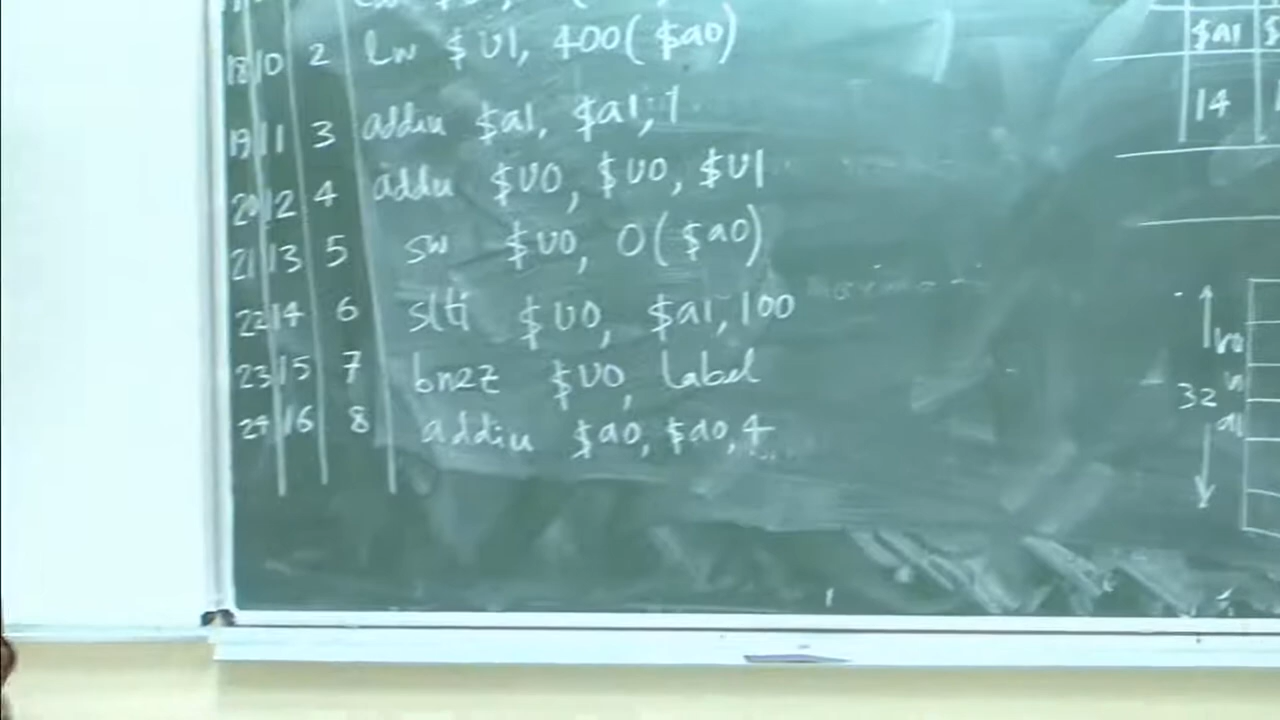 18 10 2 lw $v1, 400($a0)
19 11 3 addiu $a1, $a1, 1
20 12 4 addu $v0, $v0, $v1
21 13 5 sw $v0, 0($a0)
22 14 6 slti $v0, $a1, 100
23 15 7 bnez $v0, label
24 16 8 addiu $a0, $a0, 4
$a1
14
32